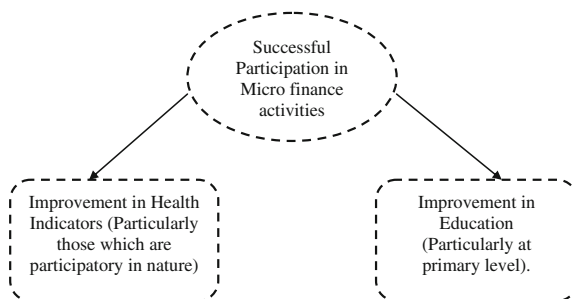 Successful
Participation in
Micro finance
activities
Improvement in Health
Indicators (Particularly
those which are
participatory in nature)
Improvement in
Education
(Particularly at
primary level).